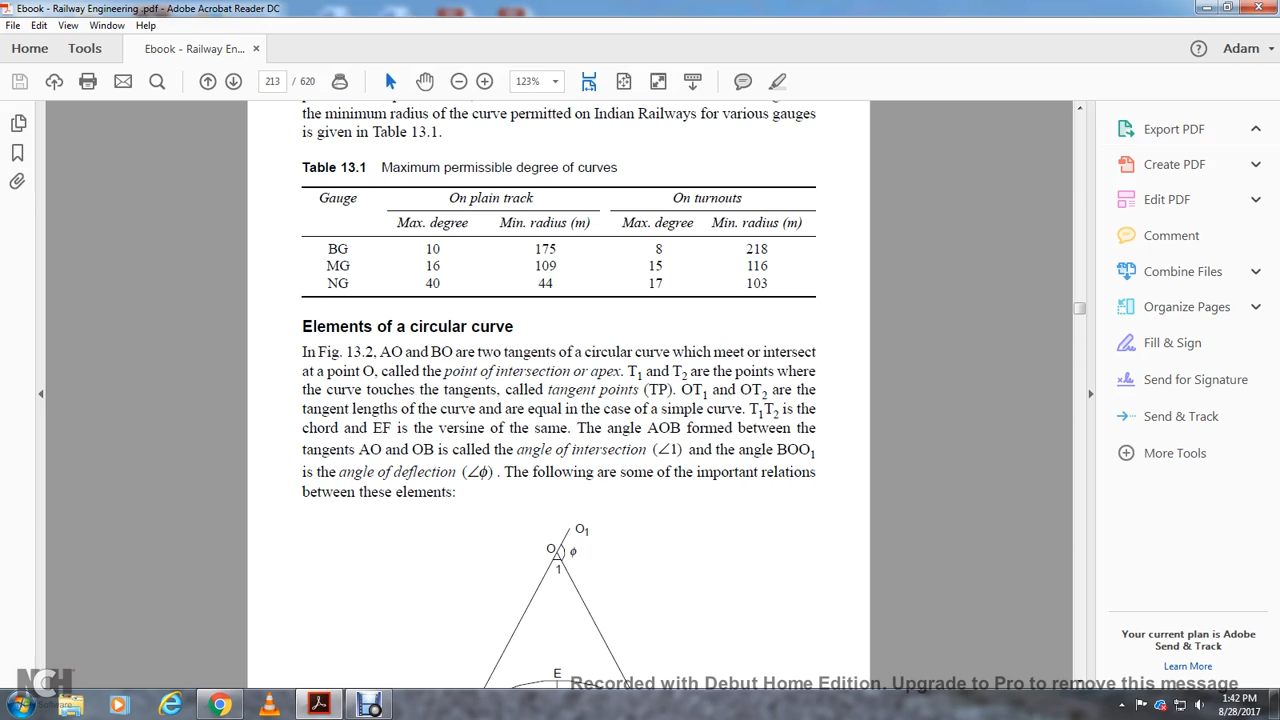 Ebook - Railway Engineering .pdf - Adobe Acrobat Reader DC
File Edit View Window Help
Home Tools Ebook - Railway En... × Adam
213 / 620 123%
the minimum radius of the curve permitted on Indian Railways for various gauges
is given in Table 13.1.
Table 13.1 Maximum permissible degree of curves
Gauge On plain track On turnouts
Max. degree Min. radius (m) Max. degree Min. radius (m)
BG 10 175 8 218
MG 16 109 15 116
NG 40 44 17 103
Elements of a circular curve
In Fig. 13.2, AO and BO are two tangents of a circular curve which meet or intersect
at a point O, called the point of intersection or apex. T1 and T2 are the points where
the curve touches the tangents, called tangent points (TP). OT1 and OT2 are the
tangent lengths of the curve and are equal in the case of a simple curve. T1T2 is the
chord and EF is the versine of the same. The angle AOB formed between the
tangents AO and OB is called the angle of intersection (∠1) and the angle BOO1
is the angle of deflection (∠ϕ) . The following are some of the important relations
between these elements:
O1
O ϕ
1
E
Export PDF
Create PDF
Edit PDF
Comment
Combine Files
Organize Pages
Fill & Sign
Send for Signature
Send & Track
More Tools
Your current plan is Adobe
Send & Track
Learn More
NCH
Software
Recorded with Debut Home Edition. Upgrade to Pro to remove this message
1:42 PM
8/28/2017